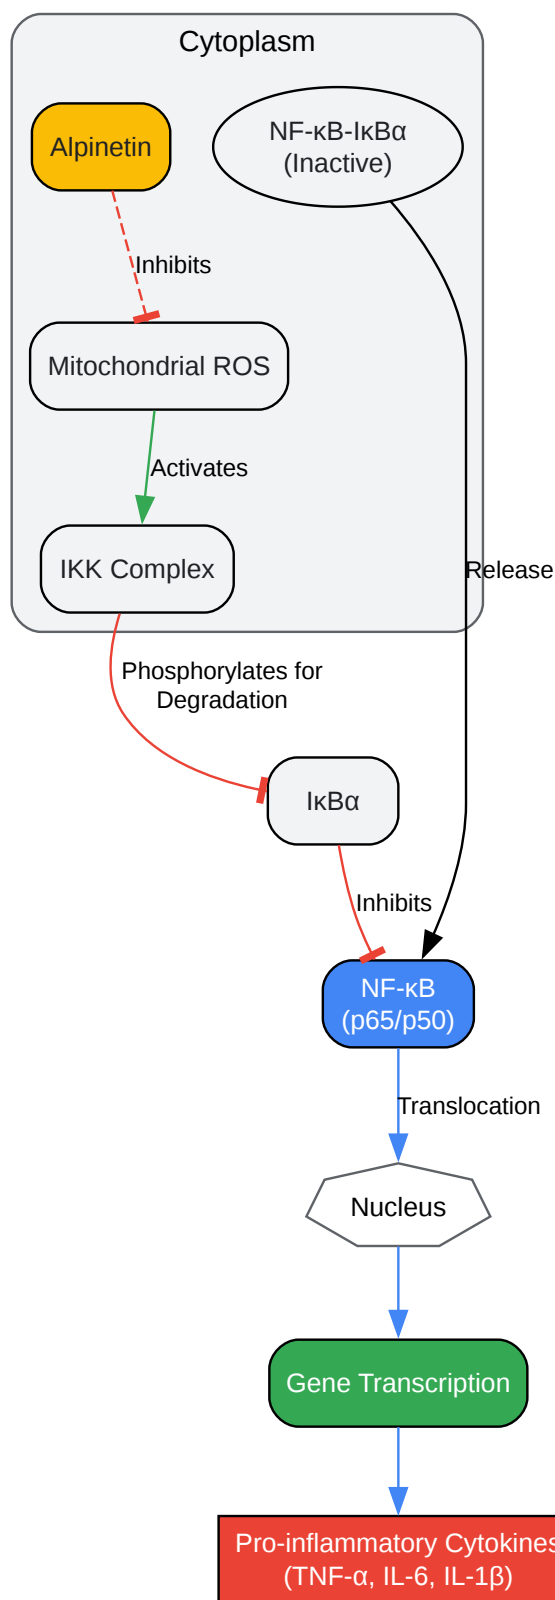 Cytoplasm
Alpinetin
NF-κB-IκBα
(Inactive)
Inhibits
Mitochondrial ROS
Activates
IKK Complex
Release
Phosphorylates for
Degradation
IκBα
Inhibits
NF-κB
(p65/p50)
Translocation
Nucleus
Gene Transcription
Pro-inflammatory Cytokines
(TNF-α, IL-6, IL-1β)